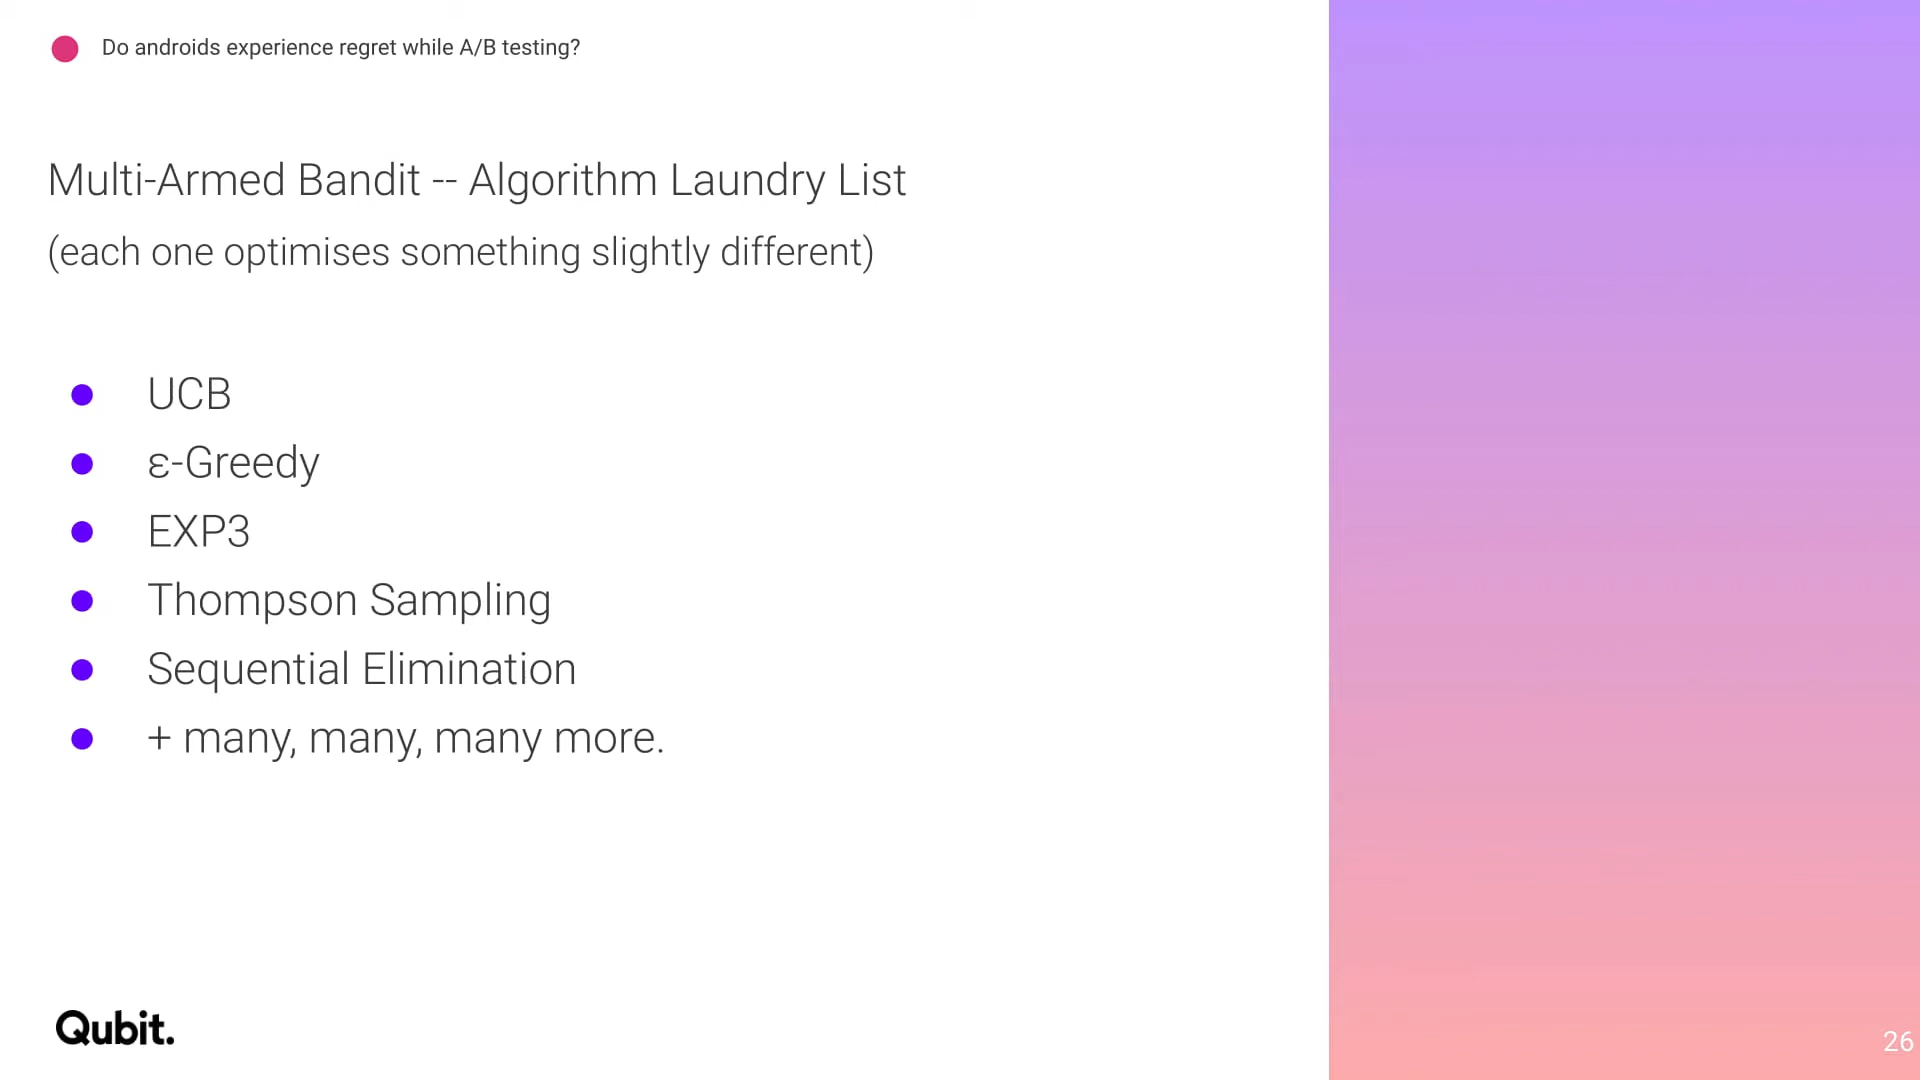 Do androids experience regret while A/B testing?
Multi-Armed Bandit -- Algorithm Laundry List
(each one optimises something slightly different)
● UCB
● ε-Greedy
● EXP3
● Thompson Sampling
● Sequential Elimination
● + many, many, many more.
Qubit.
26